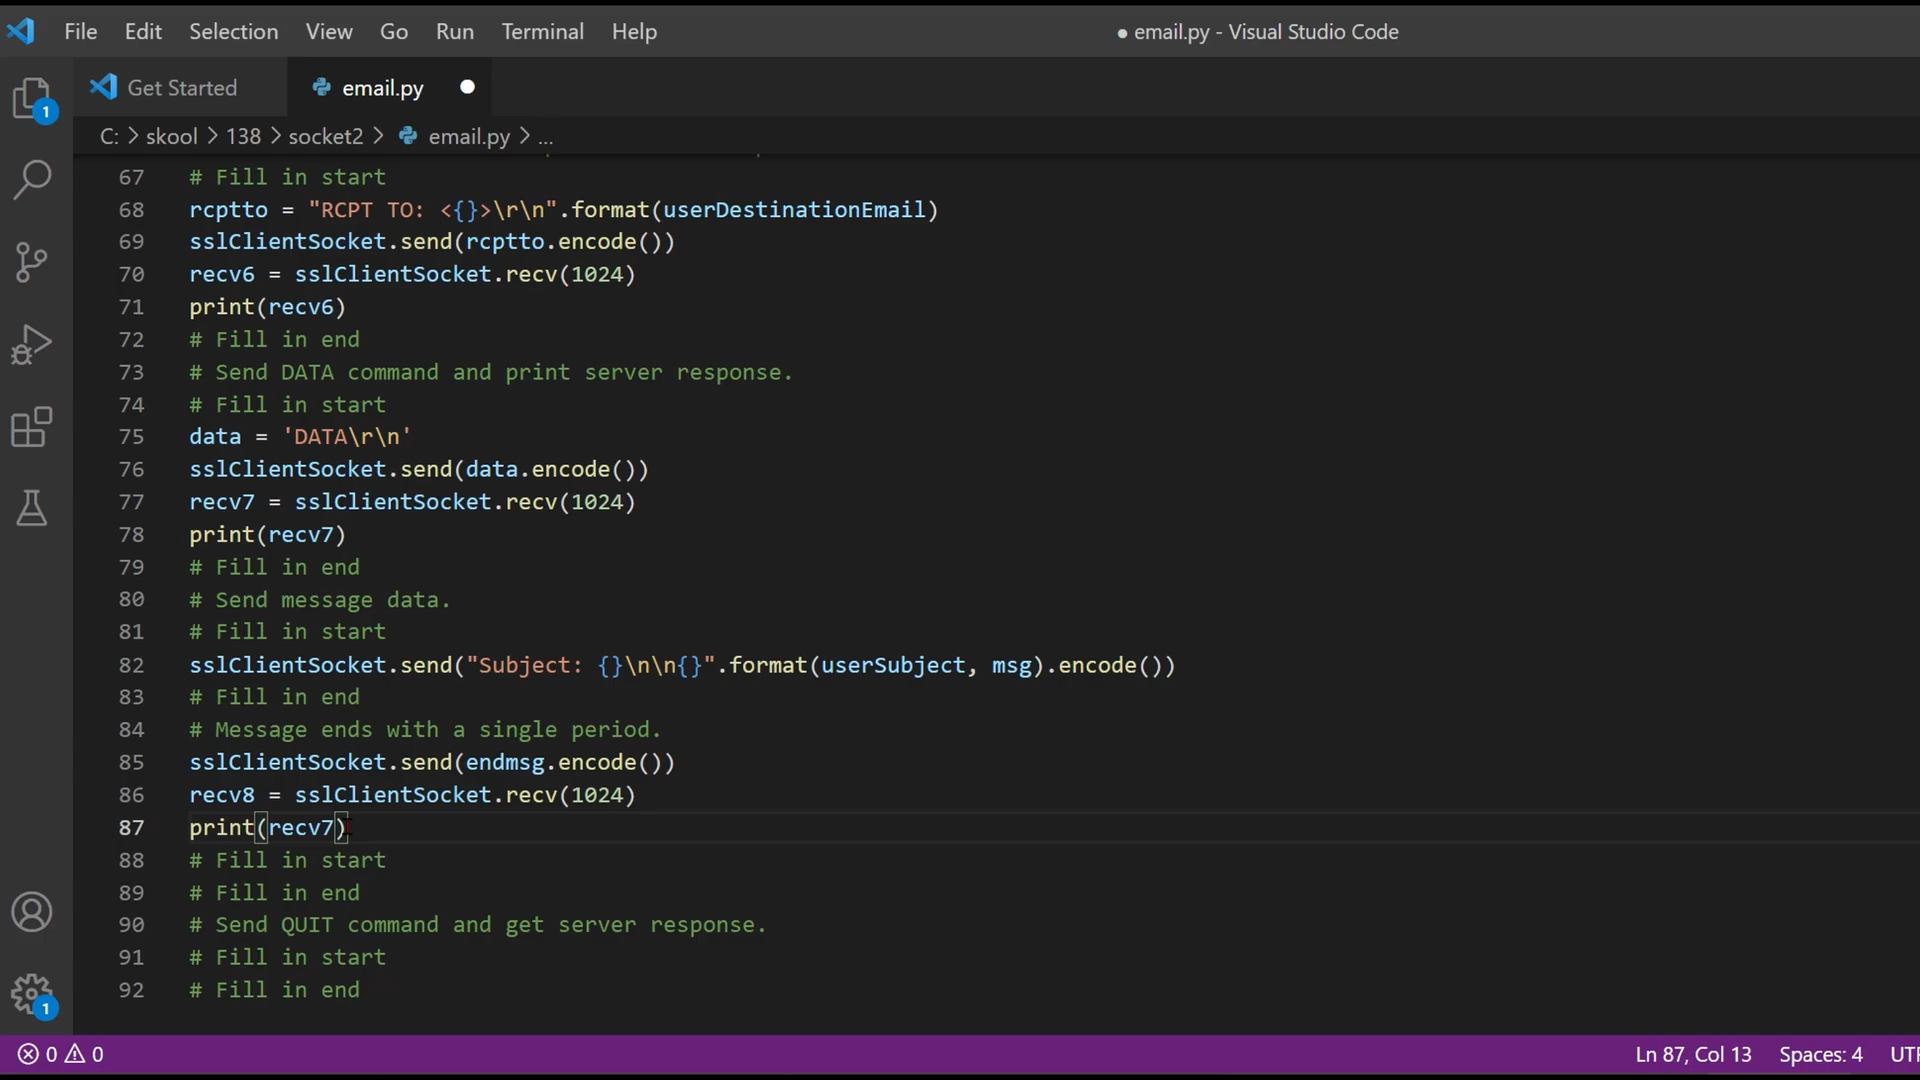 File Edit Selection View Go Run Terminal Help ● email.py - Visual Studio Code
Get Started email.py
C: > skool > 138 > socket2 > email.py > ...
67 # Fill in start
68 rcptto = "RCPT TO: <{}>\r\n".format(userDestinationEmail)
69 sslClientSocket.send(rcptto.encode())
70 recv6 = sslClientSocket.recv(1024)
71 print(recv6)
72 # Fill in end
73 # Send DATA command and print server response.
74 # Fill in start
75 data = 'DATA\r\n'
76 sslClientSocket.send(data.encode())
77 recv7 = sslClientSocket.recv(1024)
78 print(recv7)
79 # Fill in end
80 # Send message data.
81 # Fill in start
82 sslClientSocket.send("Subject: {}\n\n{}".format(userSubject, msg).encode())
83 # Fill in end
84 # Message ends with a single period.
85 sslClientSocket.send(endmsg.encode())
86 recv8 = sslClientSocket.recv(1024)
87 print(recv7)
88 # Fill in start
89 # Fill in end
90 # Send QUIT command and get server response.
91 # Fill in start
92 # Fill in end
1
1
0 0 Ln 87, Col 13 Spaces: 4 UTF